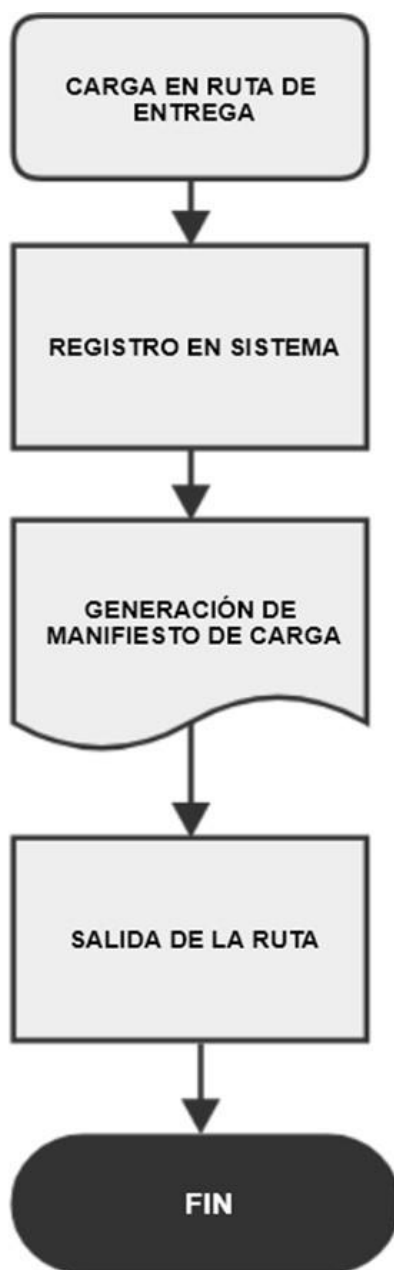 CARGA EN RUTA DE
ENTREGA
REGISTRO EN SISTEMA
GENERACIÓN DE
MANIFIESTO DE CARGA
SALIDA DE LA RUTA
FIN